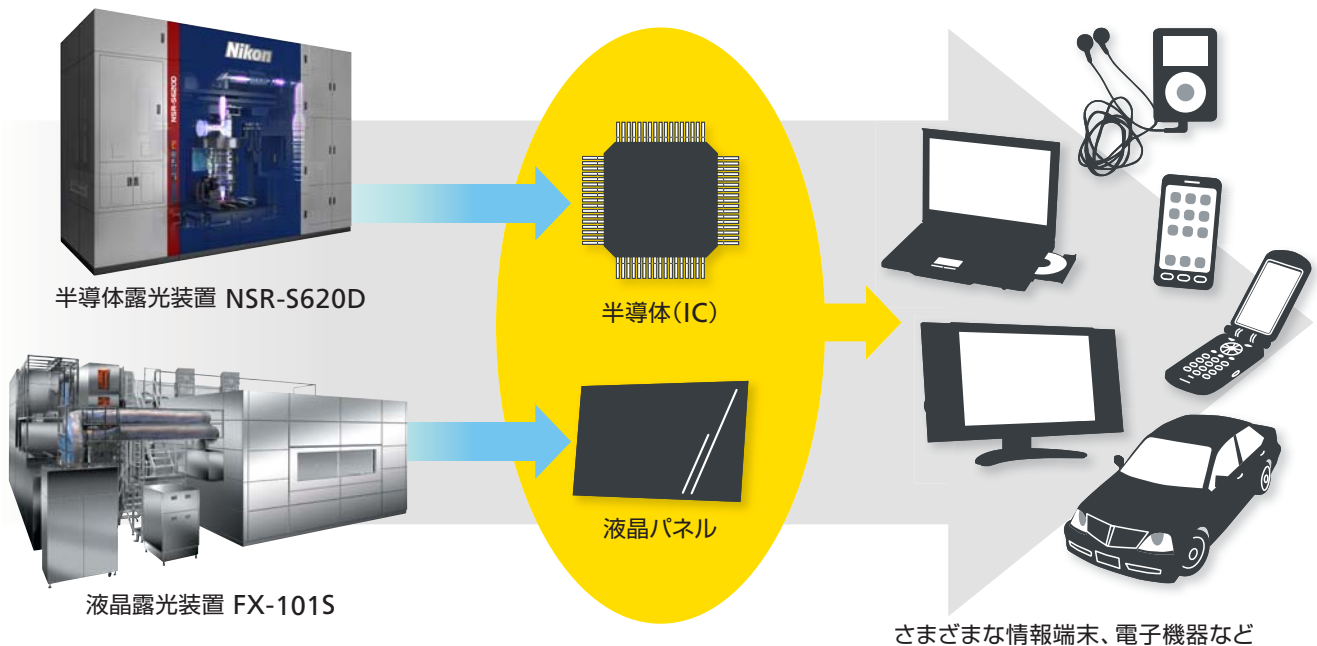 Nikon
NSR-S620D
半導体露光装置 NSR-S620D
半導体(IC)
液晶パネル
液晶露光装置 FX-101S
さまざまな情報端末、電子機器など